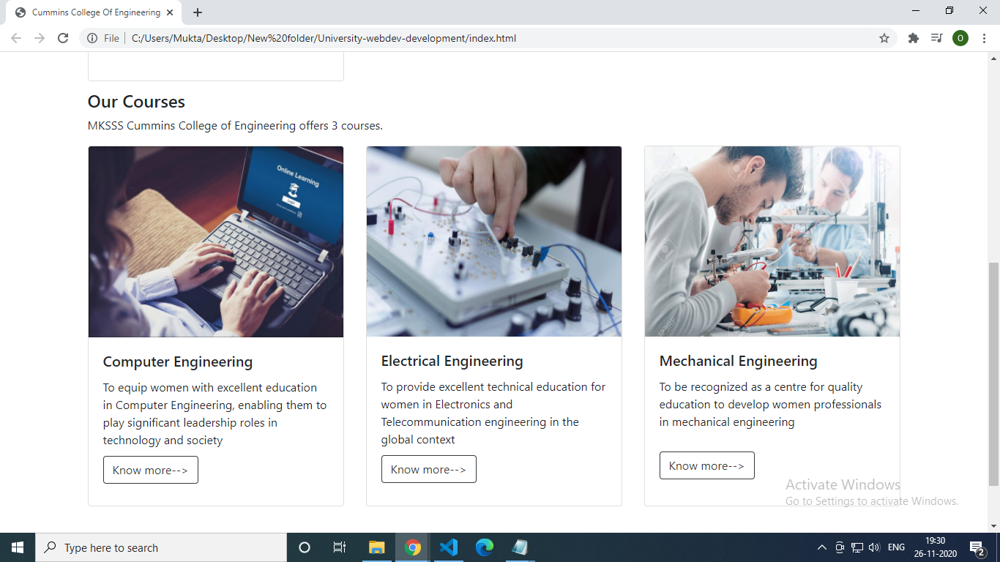 Cummins College Of Engineering
File
C:/Users/Mukta/Desktop/New%20folder/University-webdev-development/index.html
O
Our Courses
MKSSS Cummins College of Engineering offers 3 courses.
Online Learning
Computer Engineering
To equip women with excellent education
in Computer Engineering, enabling them to
play significant leadership roles in
technology and society
Know more-->
Electrical Engineering
To provide excellent technical education for
women in Electronics and
Telecommunication engineering in the
global context
Know more-->
123RF
Mechanical Engineering
To be recognized as a centre for quality
education to develop women professionals
in mechanical engineering
Know more-->
Activate Windows
Go to Settings to activate Windows.
Type here to search
ENG
19:30
26-11-2020
2